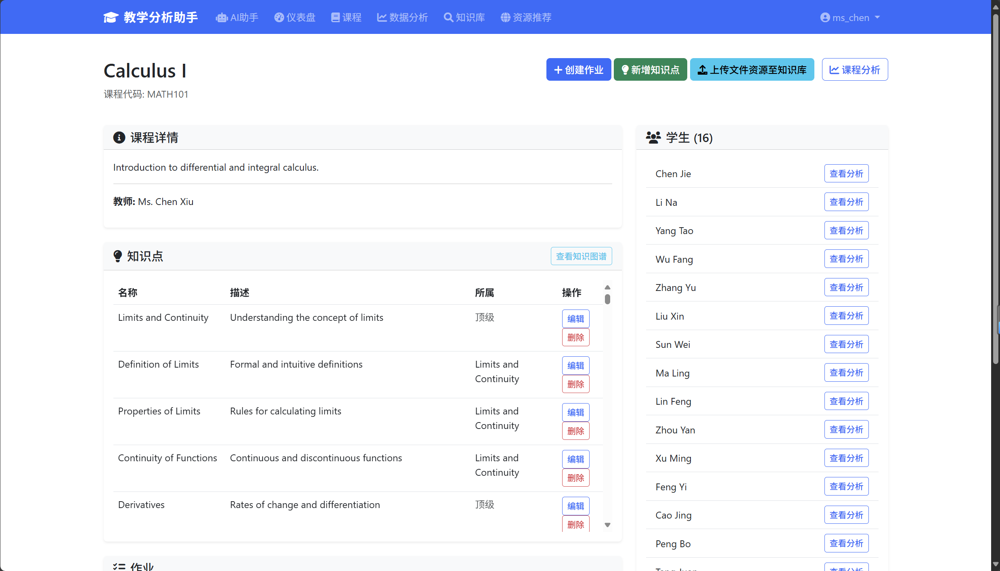 教学分析助手 AI助手 仪表盘 课程 数据分析 知识库 资源推荐 ms_chen
Calculus I
课程代码: MATH101
创建作业 新增知识点 上传文件资源至知识库 课程分析
课程详情
Introduction to differential and integral calculus.
教师: Ms. Chen Xiu
知识点 查看知识图谱
名称 描述 所属 操作
Limits and Continuity Understanding the concept of limits 顶级 编辑
删除
Definition of Limits Formal and intuitive definitions Limits and Continuity 编辑
删除
Properties of Limits Rules for calculating limits Limits and Continuity 编辑
删除
Continuity of Functions Continuous and discontinuous functions Limits and Continuity 编辑
删除
Derivatives Rates of change and differentiation 顶级 编辑
删除
作业
学生 (16)
Chen Jie 查看分析
Li Na 查看分析
Yang Tao 查看分析
Wu Fang 查看分析
Zhang Yu 查看分析
Liu Xin 查看分析
Sun Wei 查看分析
Ma Ling 查看分析
Lin Feng 查看分析
Zhou Yan 查看分析
Xu Ming 查看分析
Feng Yi 查看分析
Cao Jing 查看分析
Peng Bo 查看分析